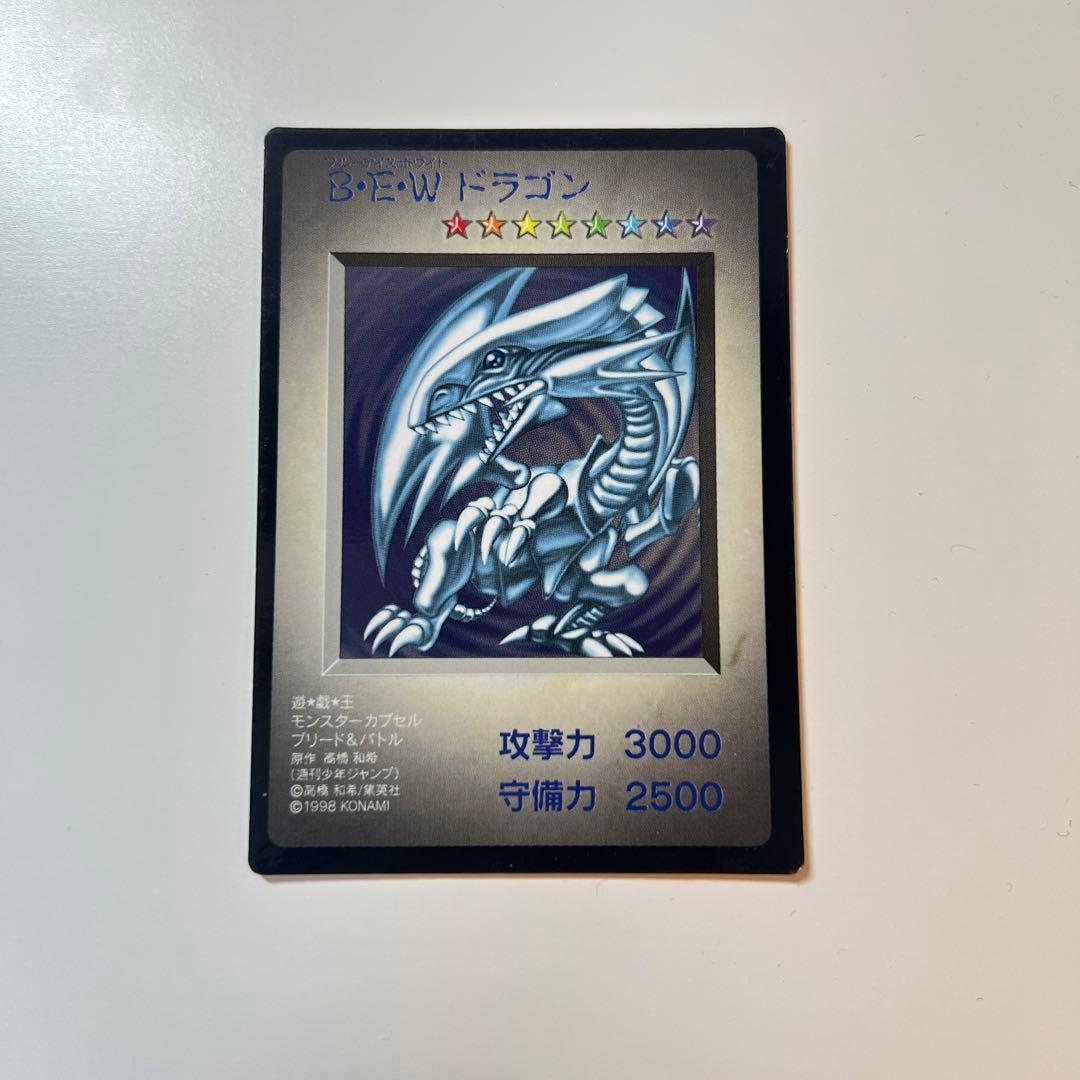 ブルーアイズホワイト
B・E・W ドラゴン
遊★戯★王
モンスターカプセル
ブリード&バトル
原作 高橋 和希
(週刊少年ジャンプ)
©高橋 和希/集英社
©1998 KONAMI
攻撃力 3000
守備力 2500